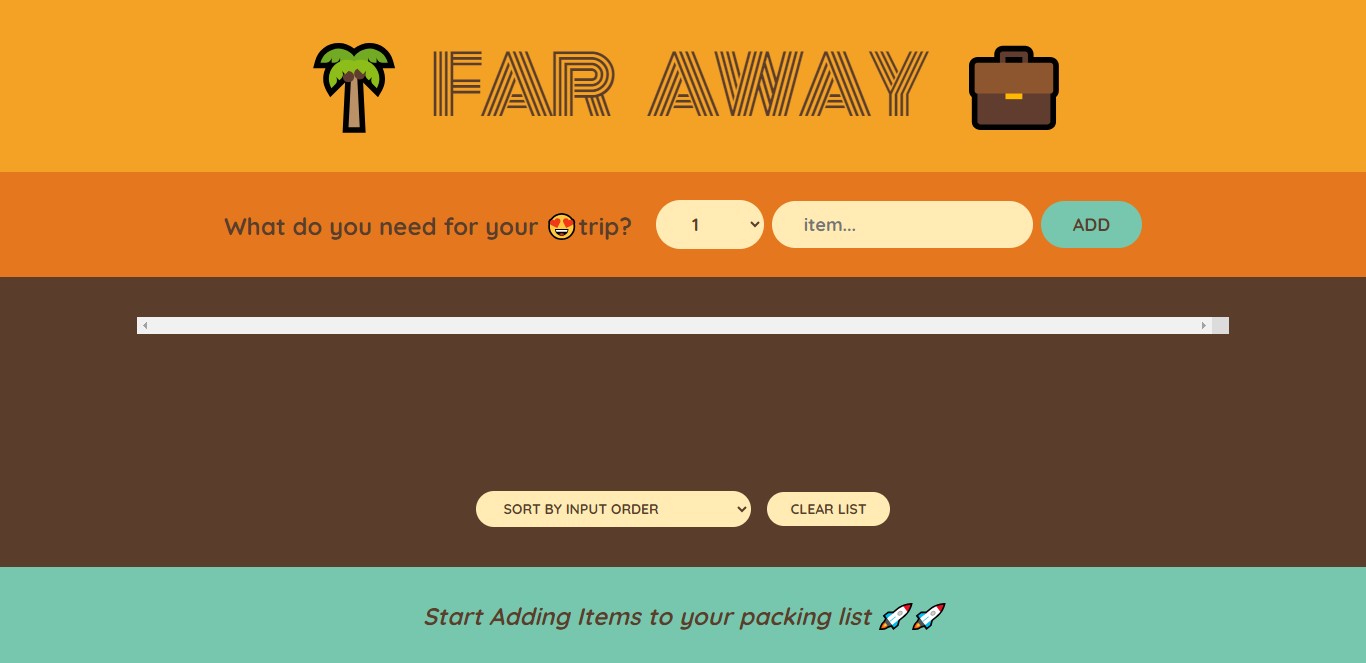 FAR AWAY
What do you need for your 😍trip?
1
item...
ADD
SORT BY INPUT ORDER
CLEAR LIST
Start Adding Items to your packing list 🚀🚀